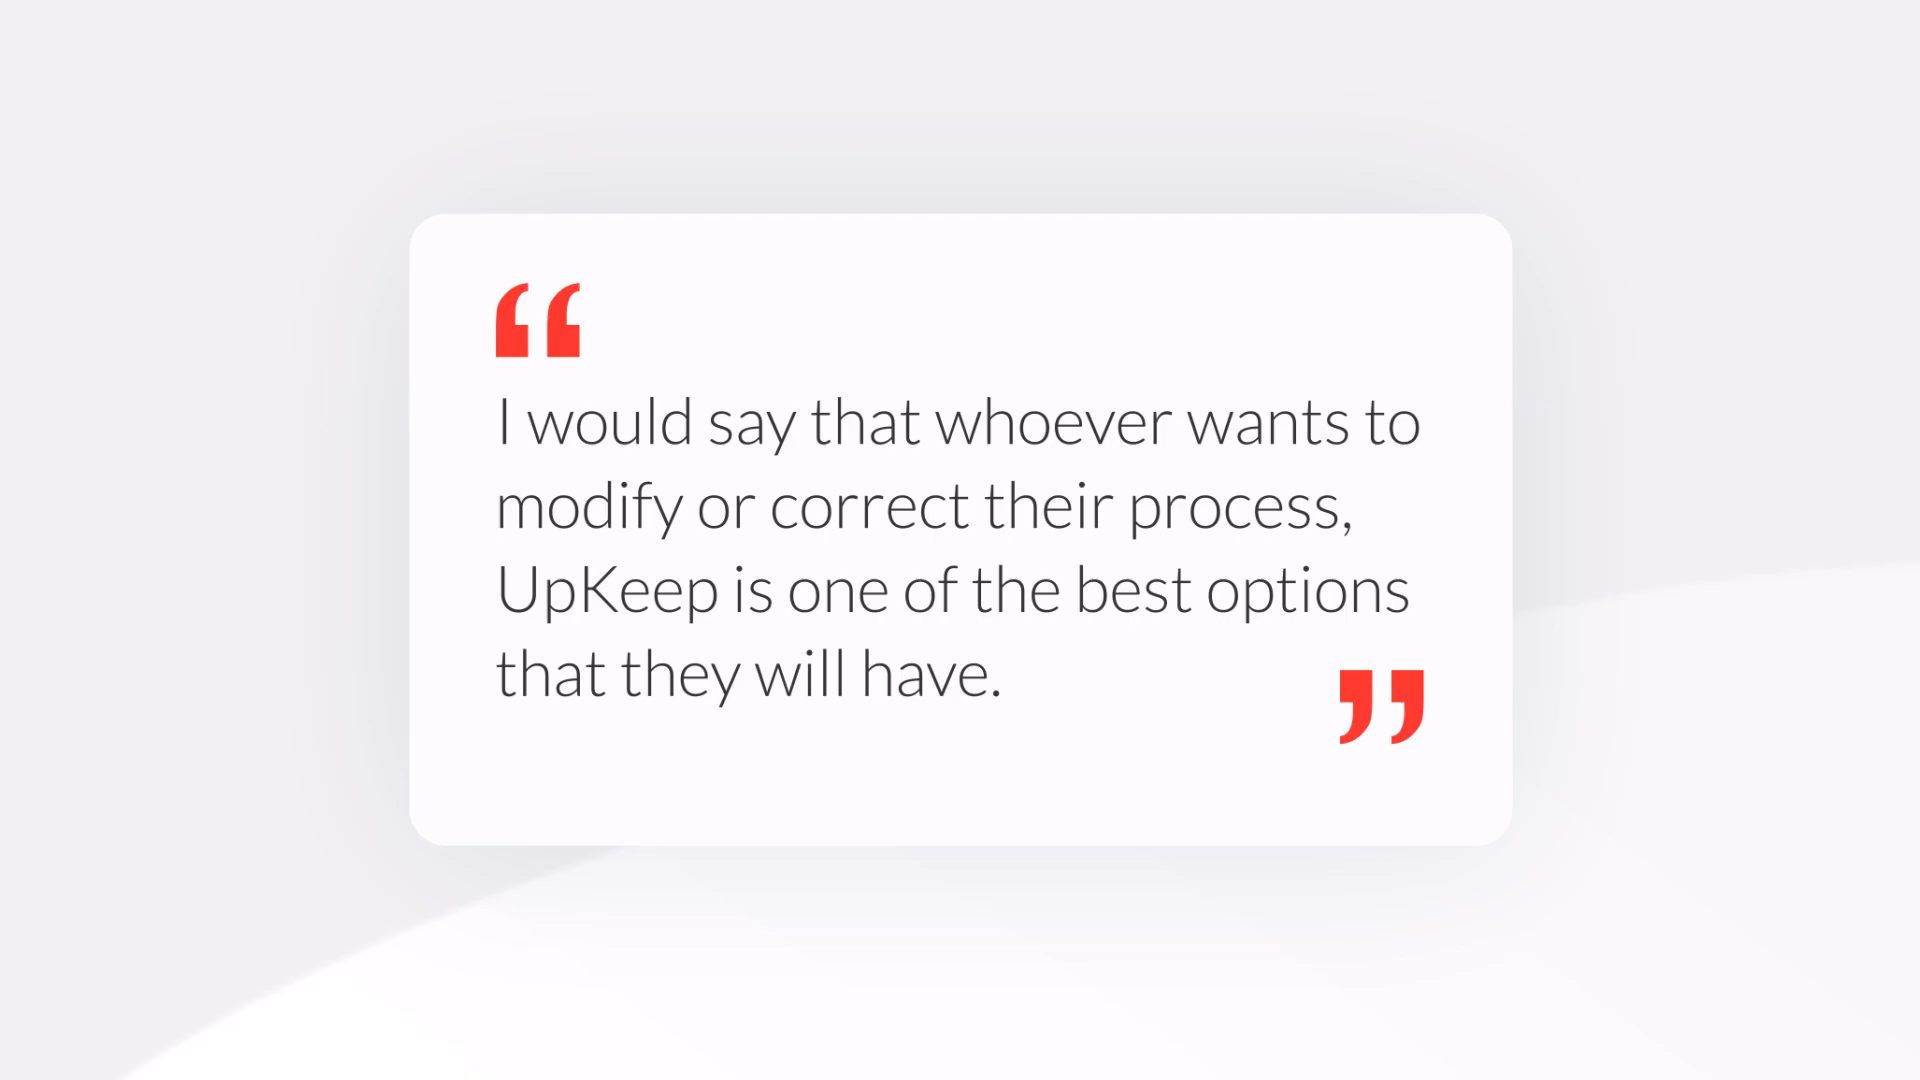 “
I would say that whoever wants to
modify or correct their process,
UpKeep is one of the best options
that they will have.
”